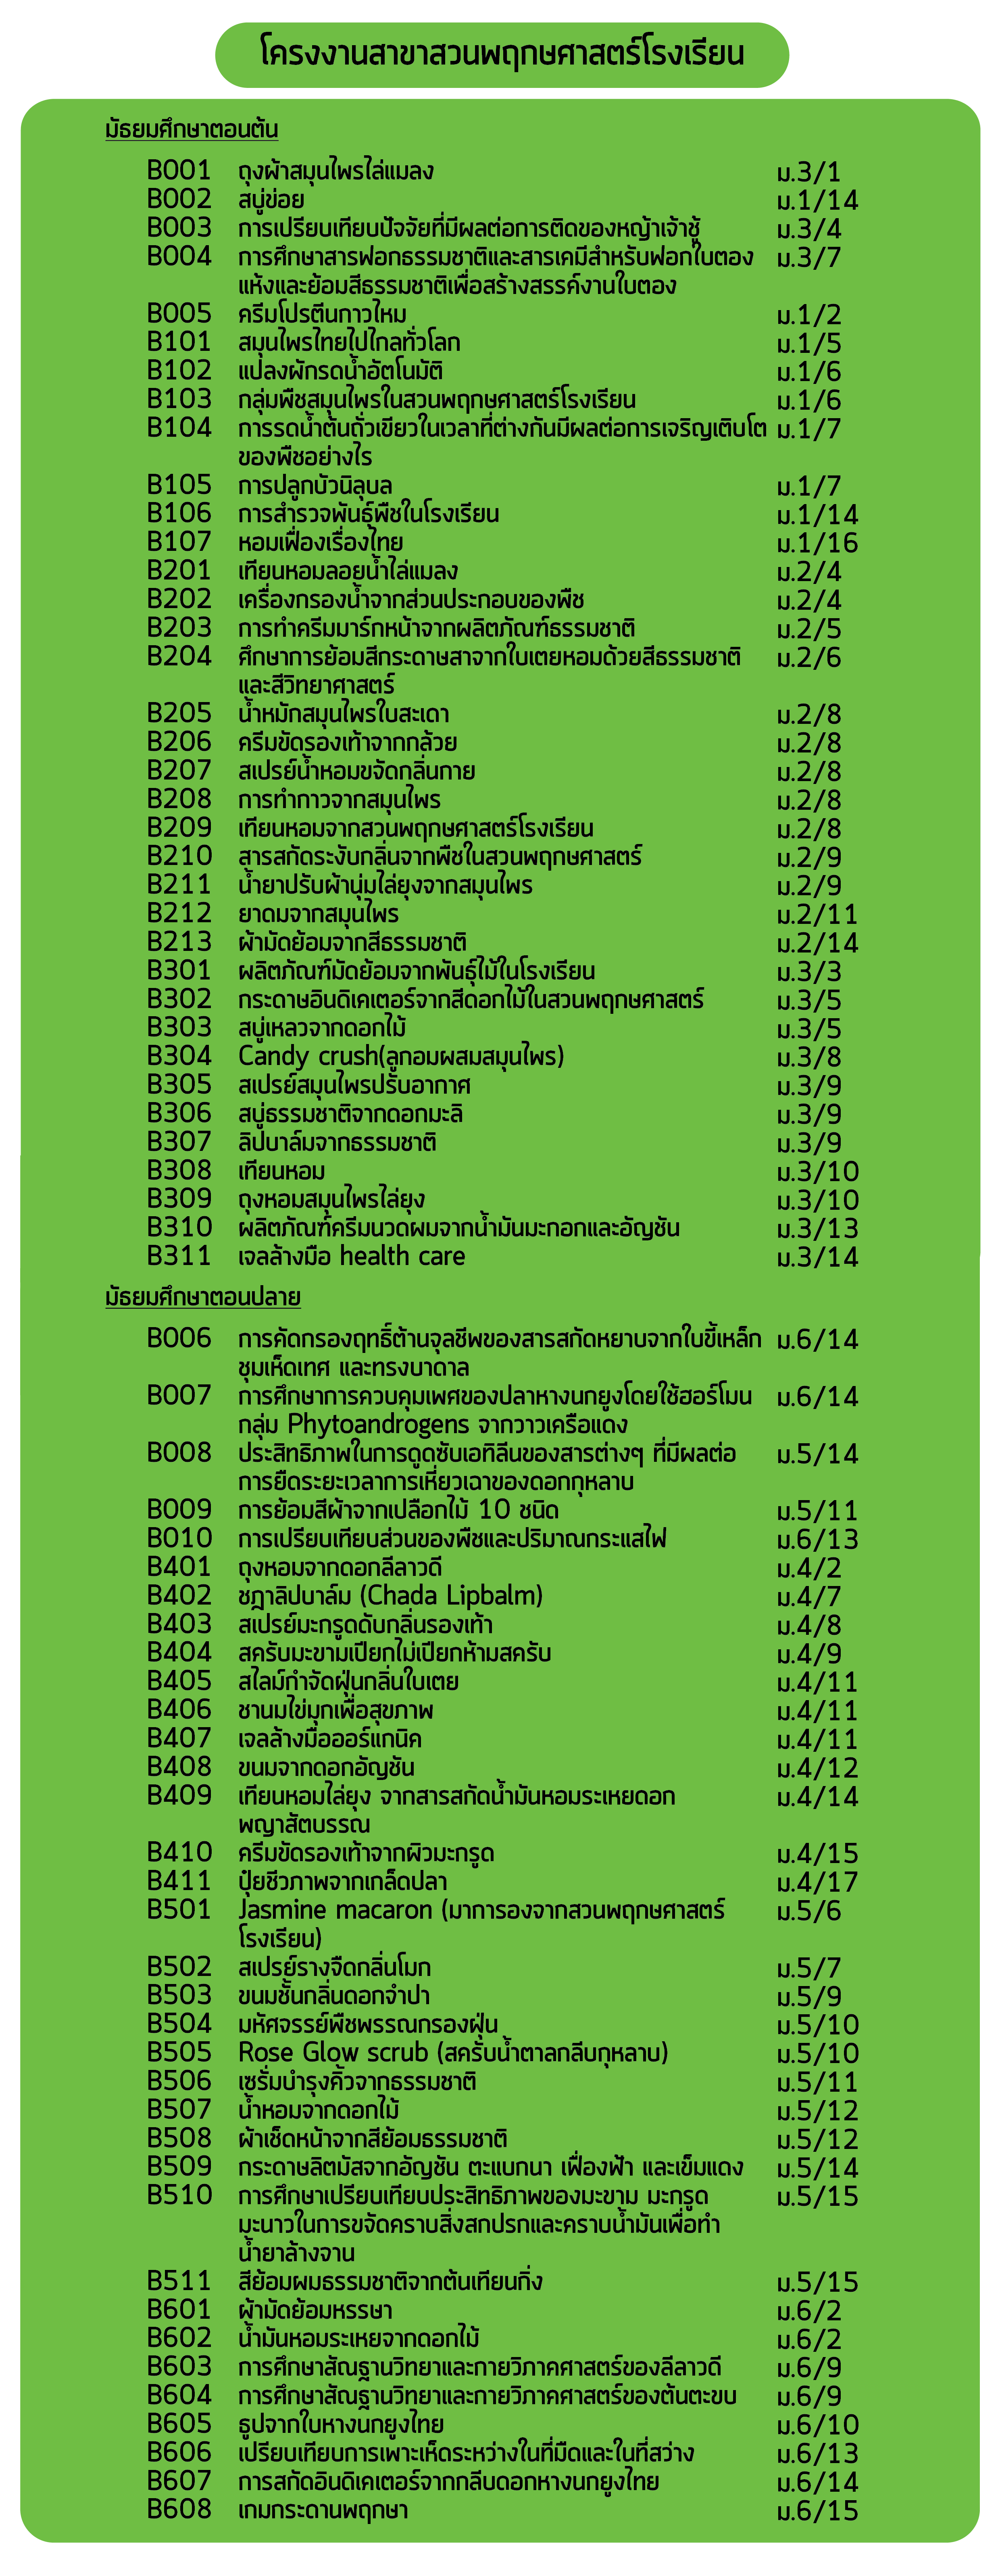 โครงงานสาขาสวนพฤกษศาสตร์โรงเรียน
มัธยมศึกษาตอนต้น
B001 ถุงผ้าสมุนไพรไล่แมลง ม.3/1
B002 สบู่ข่อย ม.1/14
B003 การเปรียบเทียบปัจจัยที่มีผลต่อการติดของหญ้าเจ้าชู้ ม.3/4
B004 การศึกษาสารฟอกธรรมชาติและสารเคมีสำหรับฟอกใบตอง ม.3/7
แห้งและย้อมสีธรรมชาติเพื่อสร้างสรรค์งานใบตอง
B005 ครีมโปรตีนกาวไหม ม.1/2
B101 สมุนไพรไทยไปไกลทั่วโลก ม.1/5
B102 แปลงผักรดน้ำอัตโนมัติ ม.1/6
B103 กลุ่มพืชสมุนไพรในสวนพฤกษศาสตร์โรงเรียน ม.1/6
B104 การรดน้ำต้นถั่วเขียวในเวลาที่ต่างกันมีผลต่อการเจริญเติบโต ม.1/7
ของพืชอย่างไร
B105 การปลูกบัวนิลุบล ม.1/7
B106 การสำรวจพันธุ์พืชในโรงเรียน ม.1/14
B107 หอมเฟื่องเรื่องไทย ม.1/16
B201 เทียนหอมลอยน้ำไล่แมลง ม.2/4
B202 เครื่องกรองน้ำจากส่วนประกอบของพืช ม.2/4
B203 การทำครีมมาร์กหน้าจากผลิตภัณฑ์ธรรมชาติ ม.2/5
B204 ศึกษาการย้อมสีกระดาษสาจากใบเตยหอมด้วยสีธรรมชาติ ม.2/6
และสีวิทยาศาสตร์
B205 น้ำหมักสมุนไพรใบสะเดา ม.2/8
B206 ครีมขัดรองเท้าจากกล้วย ม.2/8
B207 สเปรย์น้ำหอมขจัดกลิ่นกาย ม.2/8
B208 การทำกาวจากสมุนไพร ม.2/8
B209 เทียนหอมจากสวนพฤกษศาสตร์โรงเรียน ม.2/8
B210 สารสกัดระงับกลิ่นจากพืชในสวนพฤกษศาสตร์ ม.2/9
B211 น้ำยาปรับผ้านุ่มไล่ยุงจากสมุนไพร ม.2/9
B212 ยาดมจากสมุนไพร ม.2/11
B213 ผ้ามัดย้อมจากสีธรรมชาติ ม.2/14
B301 ผลิตภัณฑ์มัดย้อมจากพันธุ์ไม้ในโรงเรียน ม.3/3
B302 กระดาษอินดิเคเตอร์จากสีดอกไม้ในสวนพฤกษศาสตร์ ม.3/5
B303 สบู่เหลวจากดอกไม้ ม.3/5
B304 Candy crush(ลูกอมผสมสมุนไพร) ม.3/8
B305 สเปรย์สมุนไพรปรับอากาศ ม.3/9
B306 สบู่ธรรมชาติจากดอกมะลิ ม.3/9
B307 ลิปบาล์มจากธรรมชาติ ม.3/9
B308 เทียนหอม ม.3/10
B309 ถุงหอมสมุนไพรไล่ยุง ม.3/10
B310 ผลิตภัณฑ์ครีมนวดผมจากน้ำมันมะกอกและอัญชัน ม.3/13
B311 เจลล้างมือ health care ม.3/14
มัธยมศึกษาตอนปลาย
B006 การคัดกรองฤทธิ์ต้านจุลชีพของสารสกัดหยาบจากใบขี้เหล็ก ม.6/14
ชุมเห็ดเทศ และทรงบาดาล
B007 การศึกษาการควบคุมเพศของปลาหางนกยูงโดยใช้ฮอร์โมน ม.6/14
กลุ่ม Phytoandrogens จากวาวเครือแดง
B008 ประสิทธิภาพในการดูดซับเอทิลีนของสารต่างๆ ที่มีผลต่อ ม.5/14
การยืดระยะเวลาการเหี่ยวเฉาของดอกกุหลาบ
B009 การย้อมสีผ้าจากเปลือกไม้ 10 ชนิด ม.5/11
B010 การเปรียบเทียบส่วนของพืชและปริมาณกระแสไฟ ม.6/13
B401 ถุงหอมจากดอกลีลาวดี ม.4/2
B402 ชฎาลิปบาล์ม (Chada Lipbalm) ม.4/7
B403 สเปรย์มะกรูดดับกลิ่นรองเท้า ม.4/8
B404 สครับมะขามเปียกไม่เปียกห้ามสครับ ม.4/9
B405 สไลม์กำจัดฝุ่นกลิ่นใบเตย ม.4/11
B406 ชานมไข่มุกเพื่อสุขภาพ ม.4/11
B407 เจลล้างมือออร์แกนิค ม.4/11
B408 ขนมจากดอกอัญชัน ม.4/12
B409 เทียนหอมไล่ยุง จากสารสกัดน้ำมันหอมระเหยดอก ม.4/14
พญาสัตบรรณ
B410 ครีมขัดรองเท้าจากผิวมะกรูด ม.4/15
B411 ปุ๋ยชีวภาพจากเกล็ดปลา ม.4/17
B501 Jasmine macaron (มาการองจากสวนพฤกษศาสตร์ ม.5/6
โรงเรียน)
B502 สเปรย์รางจืดกลิ่นโมก ม.5/7
B503 ขนมชั้นกลิ่นดอกจำปา ม.5/9
B504 มหัศจรรย์พืชพรรณกรองฝุ่น ม.5/10
B505 Rose Glow scrub (สครับน้ำตาลกลีบกุหลาบ) ม.5/10
B506 เซรั่มบำรุงคิ้วจากธรรมชาติ ม.5/11
B507 น้ำหอมจากดอกไม้ ม.5/12
B508 ผ้าเช็ดหน้าจากสีย้อมธรรมชาติ ม.5/12
B509 กระดาษลิตมัสจากอัญชัน ตะแบกนา เฟื่องฟ้า และเข็มแดง ม.5/14
B510 การศึกษาเปรียบเทียบประสิทธิภาพของมะขาม มะกรูด ม.5/15
มะนาวในการขจัดคราบสิ่งสกปรกและคราบน้ำมันเพื่อทำ
น้ำยาล้างจาน
B511 สีย้อมผมธรรมชาติจากต้นเทียนกิ่ง ม.5/15
B601 ผ้ามัดย้อมหรรษา ม.6/2
B602 น้ำมันหอมระเหยจากดอกไม้ ม.6/2
B603 การศึกษาสัณฐานวิทยาและกายวิภาคศาสตร์ของลีลาวดี ม.6/9
B604 การศึกษาสัณฐานวิทยาและกายวิภาคศาสตร์ของต้นตะขบ ม.6/9
B605 ธูปจากใบหางนกยูงไทย ม.6/10
B606 เปรียบเทียบการเพาะเห็ดระหว่างในที่มืดและในที่สว่าง ม.6/13
B607 การสกัดอินดิเคเตอร์จากกลีบดอกหางนกยูงไทย ม.6/14
B608 เกมกระดานพฤกษา ม.6/15